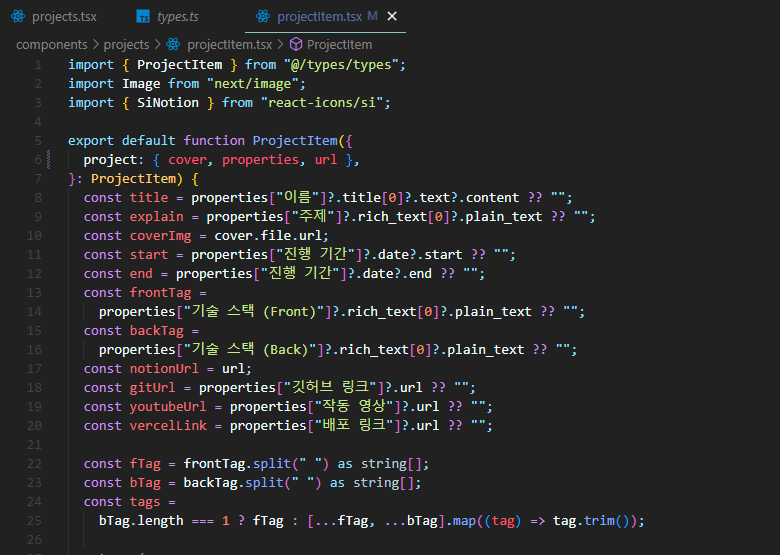 projects.tsx TS types.ts projectItem.tsx M
components > projects > projectItem.tsx > ProjectItem
1 import { ProjectItem } from "@/types/types";
2 import Image from "next/image";
3 import { SiNotion } from "react-icons/si";
4
5 export default function ProjectItem({
6   project: { cover, properties, url },
7 }: ProjectItem) {
8   const title = properties["이름"]?.title[0]?.text?.content ?? "";
9   const explain = properties["주제"]?.rich_text[0]?.plain_text ?? "";
10   const coverImg = cover.file.url;
11   const start = properties["진행 기간"]?.date?.start ?? "";
12   const end = properties["진행 기간"]?.date?.end ?? "";
13   const frontTag =
14     properties["기술 스택 (Front)"]?.rich_text[0]?.plain_text ?? "";
15   const backTag =
16     properties["기술 스택 (Back)"]?.rich_text[0]?.plain_text ?? "";
17   const notionUrl = url;
18   const gitUrl = properties["깃허브 링크"]?.url ?? "";
19   const youtubeUrl = properties["작동 영상"]?.url ?? "";
20   const vercelLink = properties["배포 링크"]?.url ?? "";
21
22   const fTag = frontTag.split(" ") as string[];
23   const bTag = backTag.split(" ") as string[];
24   const tags =
25     bTag.length === 1 ? fTag : [...fTag, ...bTag].map((tag) => tag.trim());